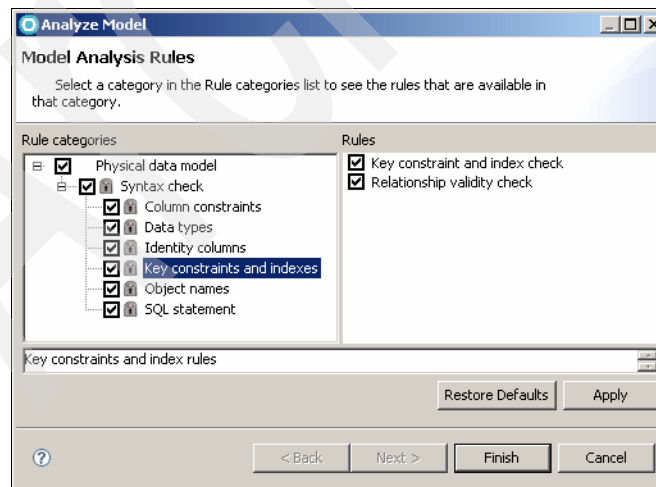 Analyze Model
Model Analysis Rules
Select a category in the Rule categories list to see the rules that are available in
that category.
Rule categories
Rules
Physical data model
Syntax check
Column constraints
Data types
Identity columns
Key constraints and indexes
Object names
SQL statement
Key constraint and index check
Relationship validity check
Key constraints and index rules
Restore Defaults
Apply
?
< Back
Next >
Finish
Cancel